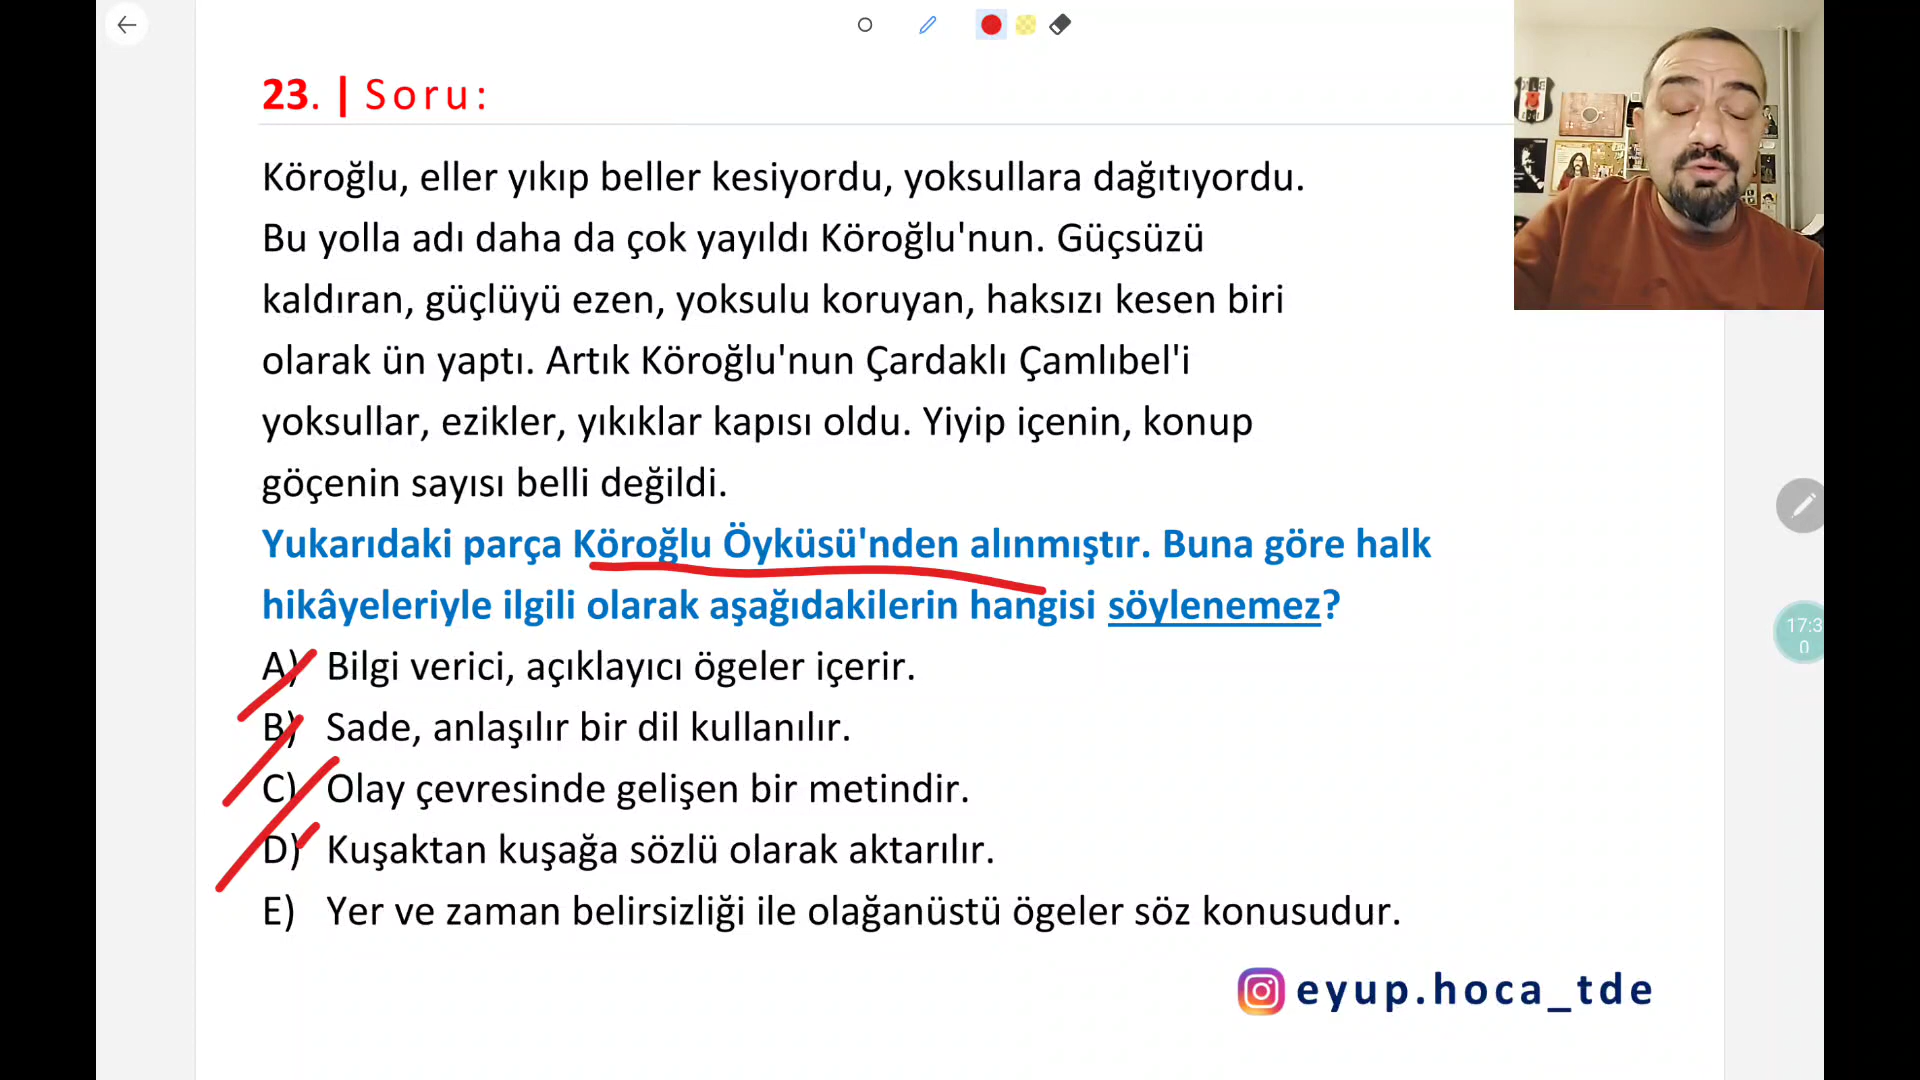 23. | Soru:
Köroğlu, eller yıkıp beller kesiyordu, yoksullara dağıtıyordu.
Bu yolla adı daha da çok yayıldı Köroğlu'nun. Güçsüzü
kaldıran, güçlüyü ezen, yoksulu koruyan, haksızı kesen biri
olarak ün yaptı. Artık Köroğlu'nun Çardaklı Çamlıbel'i
yoksullar, ezikler, yıkıklar kapısı oldu. Yiyip içenin, konup
göçenin sayısı belli değildi.
Yukarıdaki parça Köroğlu Öyküsü'nden alınmıştır. Buna göre halk
hikâyeleriyle ilgili olarak aşağıdakilerin hangisi söylenemez?
A) Bilgi verici, açıklayıcı ögeler içerir.
B) Sade, anlaşılır bir dil kullanılır.
C) Olay çevresinde gelişen bir metindir.
D) Kuşaktan kuşağa sözlü olarak aktarılır.
E) Yer ve zaman belirsizliği ile olağanüstü ögeler söz konusudur.
17:3
0
eyup.hoca_tde